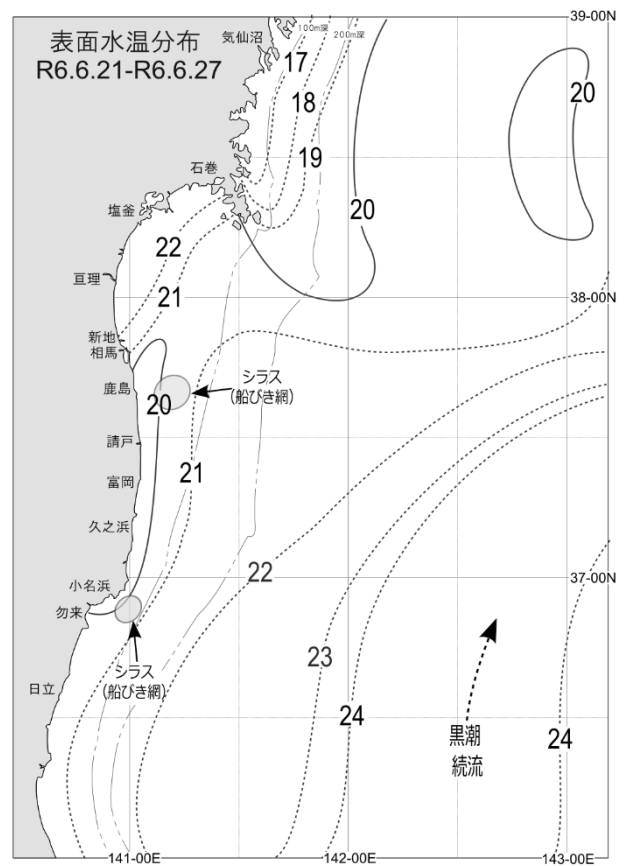 表面水温分布
R6.6.21-R6.6.27
気仙沼
100m深
200m深
39-00N
17
18
19
20
20
石巻
塩釜
22
21
亘理
38-00N
新地
相馬
鹿島
20
シラス
(船びき網)
請戸
21
富岡
久之浜
22
37-00N
小名浜
勿来
シラス
(船びき網)
23
日立
24
黒潮
続流
24
141-00E
142-00E
143-00E